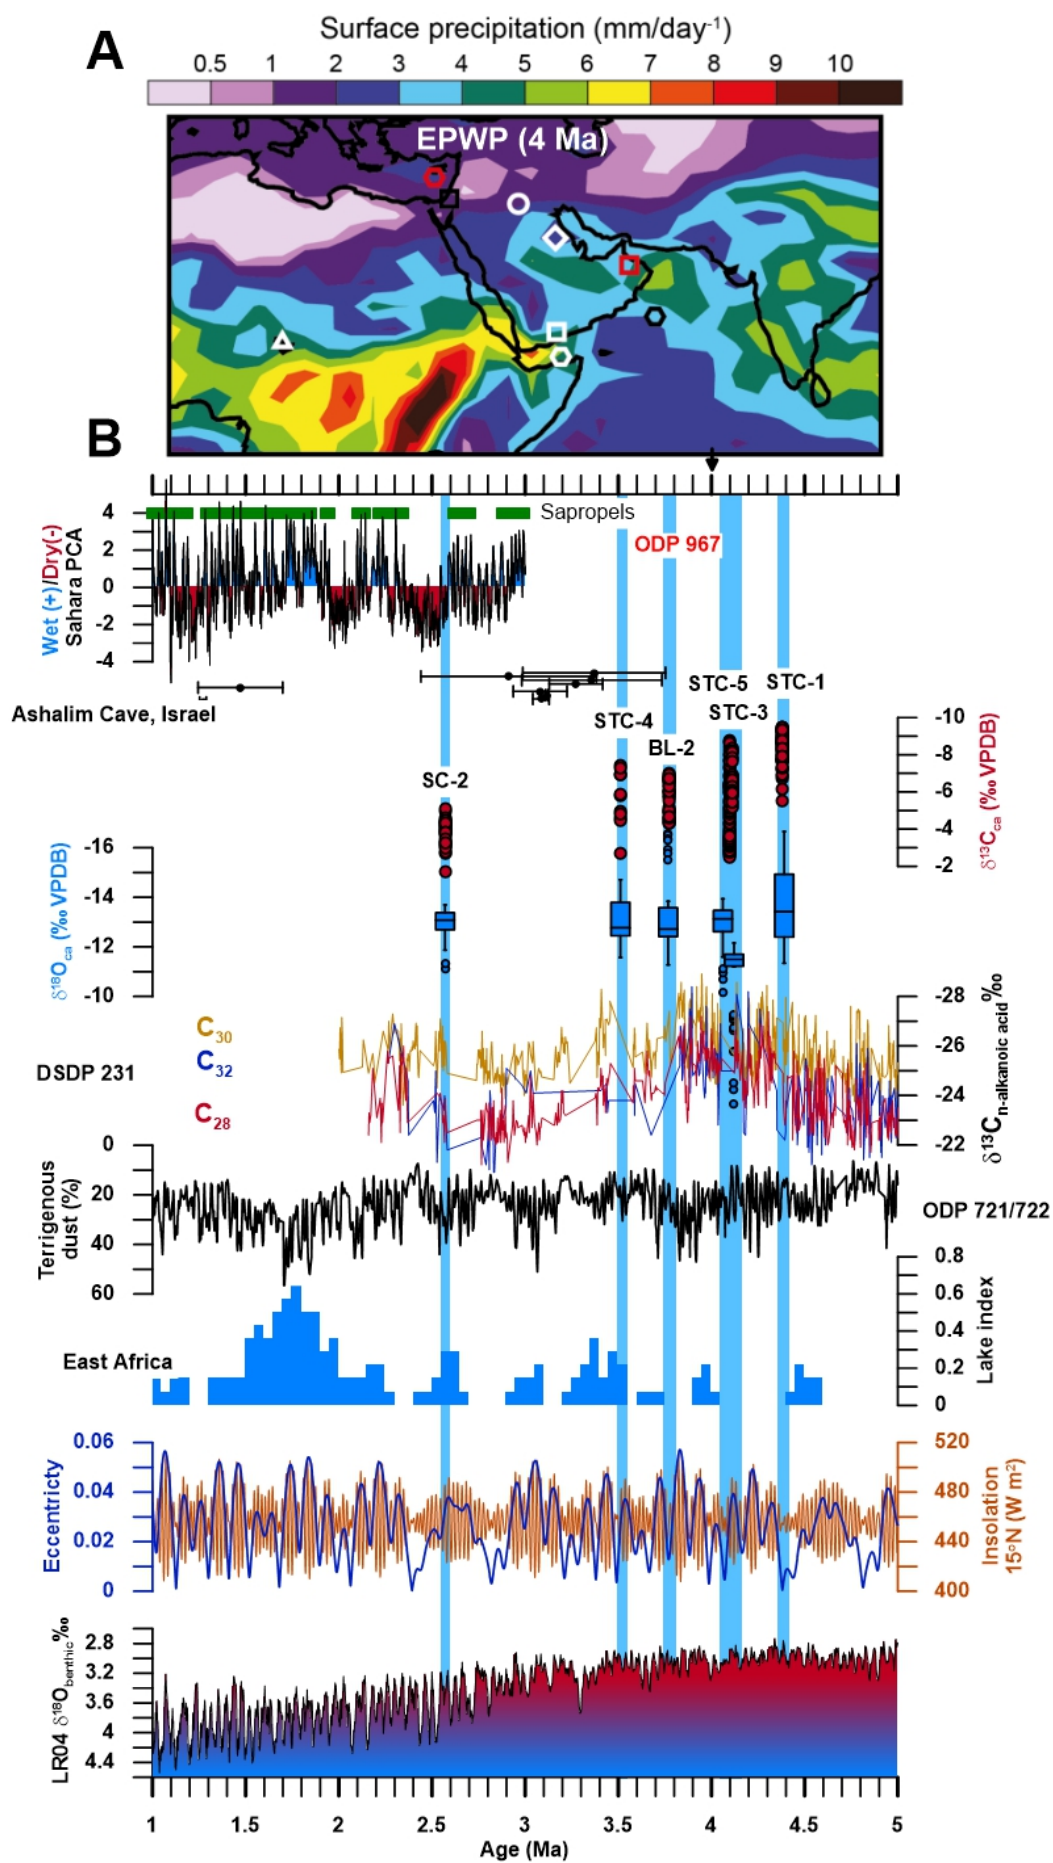 A
Surface precipitation (mm/day⁻¹)
0.5 1 2 3 4 5 6 7 8 9 10
EPWP (4 Ma)
B
4
2
0
-2
-4
Wet (+)/Dry(-)
Sahara PCA
Sapropels
ODP 967
Ashalim Cave, Israel
STC-5
STC-1
STC-3
STC-4
BL-2
SC-2
-10
-8
-6
-4
-2
δ¹³C_ca (‰ VPDB)
-16
-14
-12
-10
δ¹⁸O_ca (‰ VPDB)
C₃₀
C₃₂
C₂₈
DSDP 231
-28
-26
-24
-22
δ¹³C_n-alkanoic acid ‰
0
20
40
60
Terrigenous
dust (%)
ODP 721/722
0.8
0.6
0.4
0.2
0
Lake index
East Africa
0.06
0.04
0.02
0
Eccentricty
520
480
440
400
Insolation
15°N (W m²)
2.8
3.2
3.6
4
4.4
LR04 δ¹⁸O_benthic‰
1 1.5 2 2.5 3 3.5 4 4.5 5
Age (Ma)